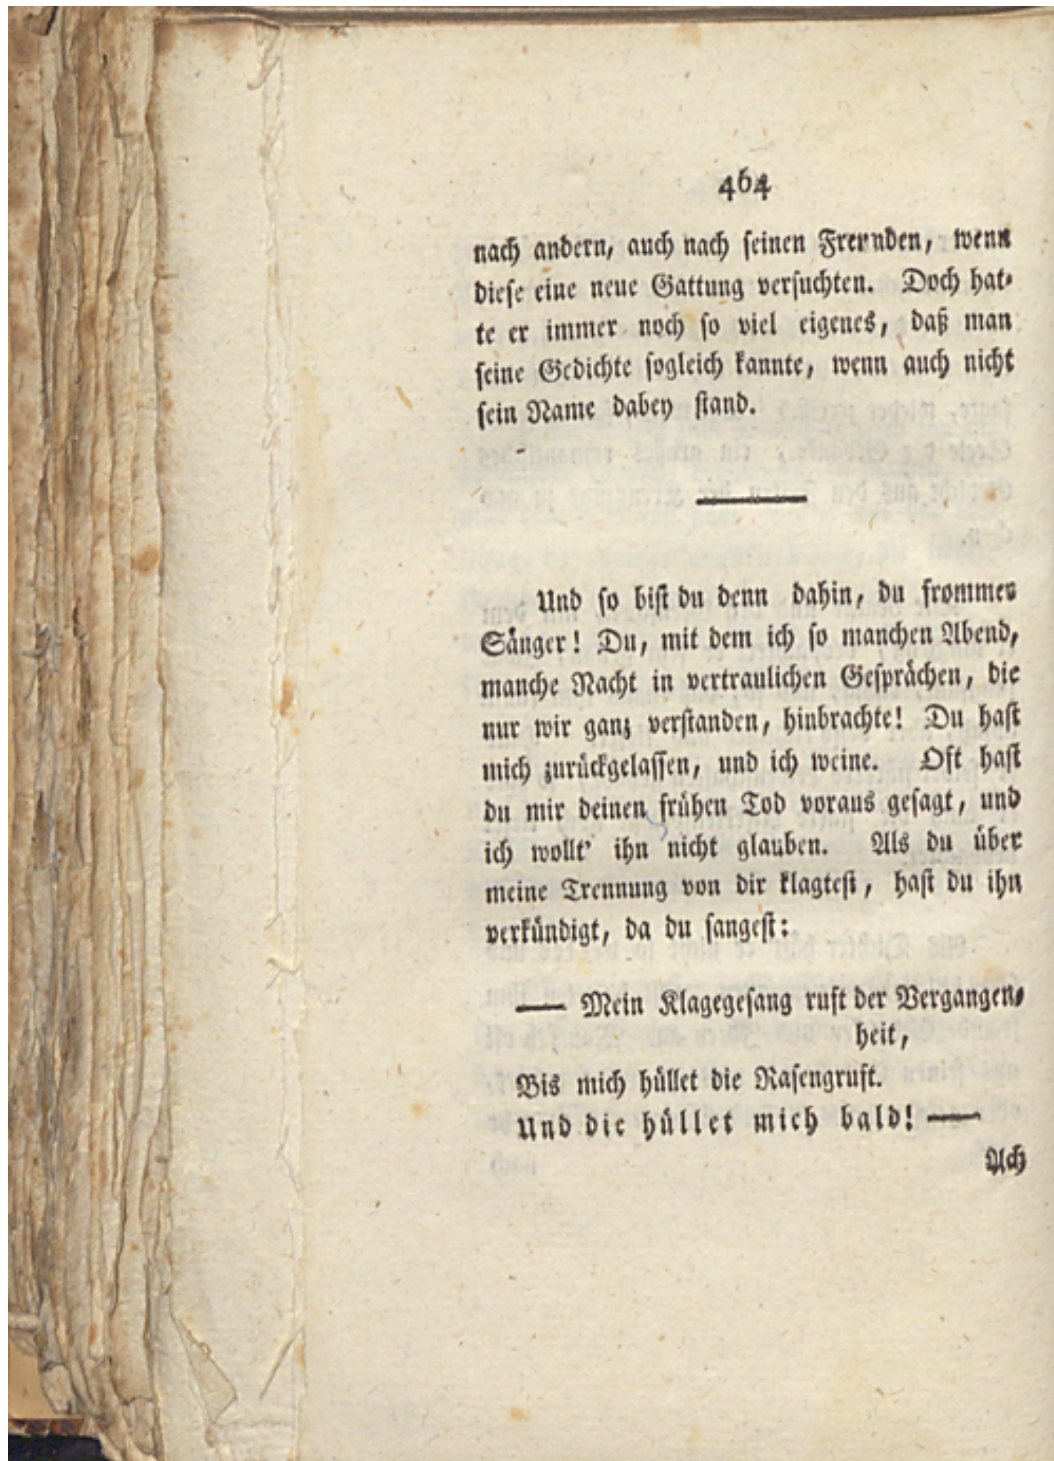 464
nach andern, auch nach seinen Freunden, wenn
diese eine neue Gattung versuchten. Doch hat-
te er immer noch so viel eigenes, daß man
seine Gedichte sogleich kannte, wenn auch nicht
sein Name dabey stand.
Und so bist du denn dahin, du frommer
Sänger! Du, mit dem ich so manchen Abend,
manche Nacht in vertraulichen Gesprächen, die
nur wir ganz verstanden, hinbrachte! Du hast
mich zurückgelassen, und ich weine. Oft hast
du mir deinen frühen Tod voraus gesagt, und
ich wollt' ihn nicht glauben. Als du über
meine Trennung von dir klagtest, hast du ihn
verkündigt, da du sangest:
— Mein Klagegesang ruft der Vergangen-
heit,
Bis mich hüllet die Rasengruft.
Und die hüllet mich bald! —
Ach